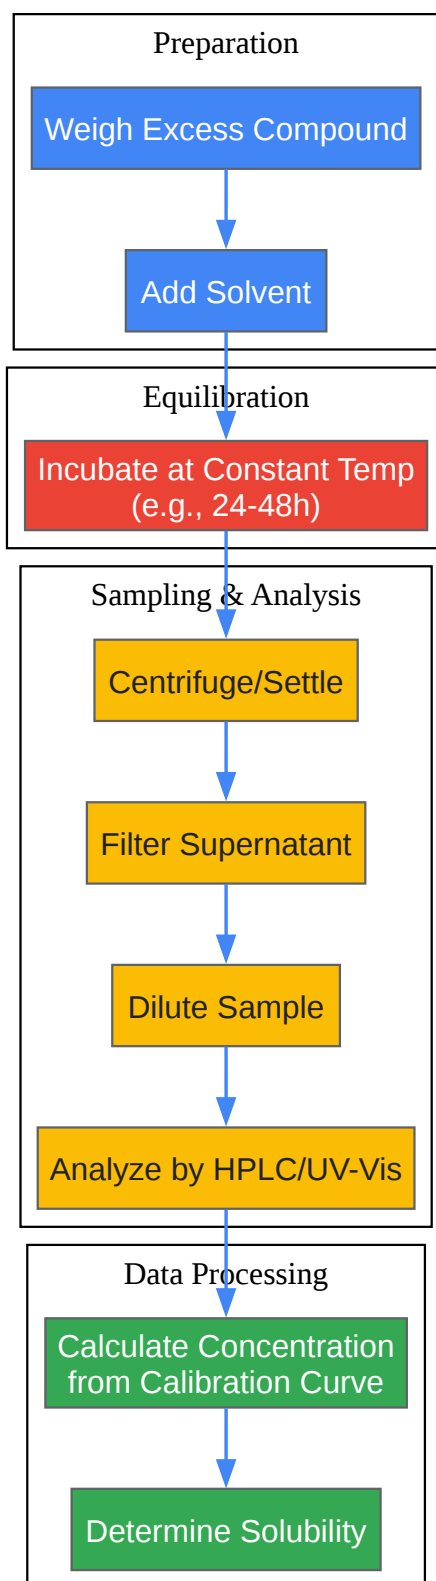 Preparation
Weigh Excess Compound
Add Solvent
Equilibration
Incubate at Constant Temp
(e.g., 24-48h)
Sampling & Analysis
Centrifuge/Settle
Filter Supernatant
Dilute Sample
Analyze by HPLC/UV-Vis
Data Processing
Calculate Concentration
from Calibration Curve
Determine Solubility